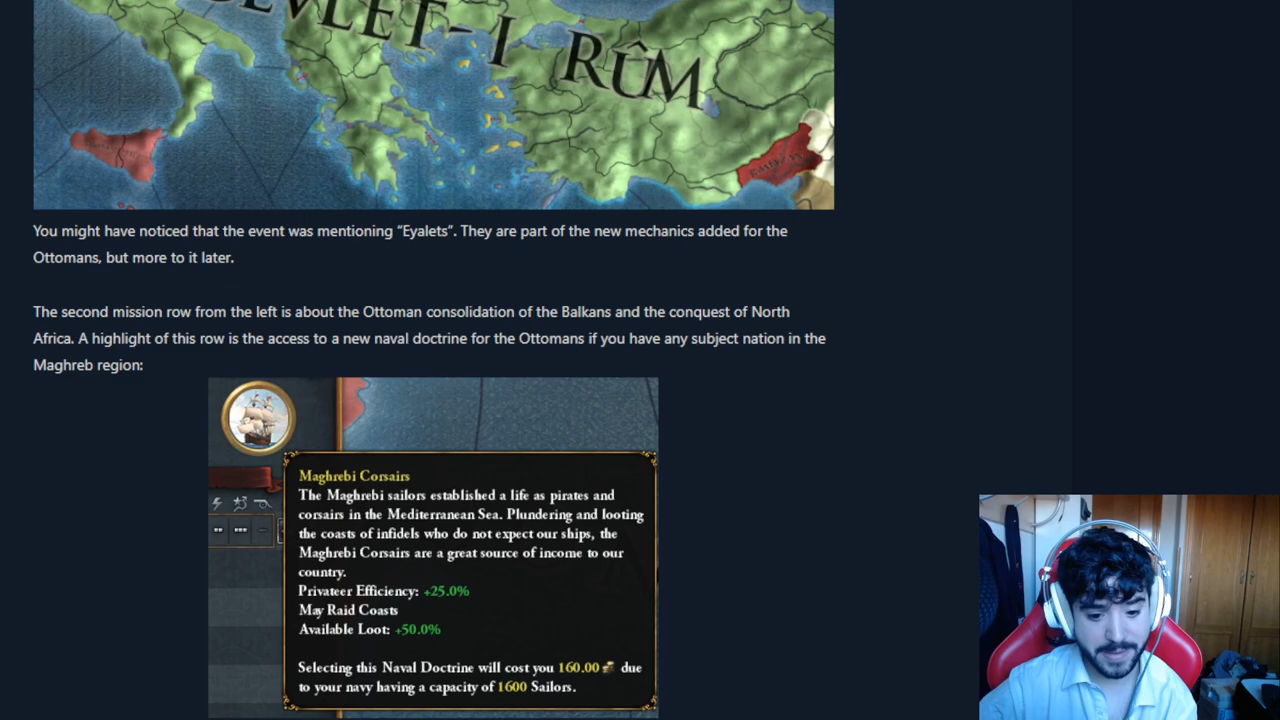 DEVLET-I RÛM
You might have noticed that the event was mentioning “Eyalets”. They are part of the new mechanics added for the
Ottomans, but more to it later.
The second mission row from the left is about the Ottoman consolidation of the Balkans and the conquest of North
Africa. A highlight of this row is the access to a new naval doctrine for the Ottomans if you have any subject nation in the
Maghreb region:
Maghrebi Corsairs
The Maghrebi sailors established a life as pirates and
corsairs in the Mediterranean Sea. Plundering and looting
the coasts of infidels who do not expect our ships, the
Maghrebi Corsairs are a great source of income to our
country.
Privateer Efficiency: +25.0%
May Raid Coasts
Available Loot: +50.0%
Selecting this Naval Doctrine will cost you 160.00 due
to your navy having a capacity of 1600 Sailors.